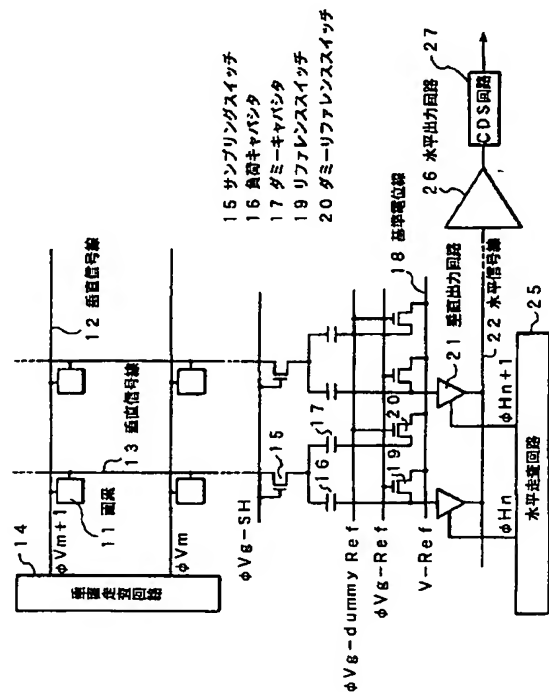 14
垂直走査回路
φVm+1
φVm
11 画素
12 垂直信号線
13 垂直信号線
φVg-SH
15
15 サンプリングスイッチ
16 負荷キャパシタ
17 ダミーキャパシタ
19 リファレンススイッチ
20 ダミーリファレンススイッチ
16
17
φVg-dummy Ref
φVg-Ref
V-Ref
19
20
18 基準電位線
21 垂直出力回路
22 水平信号線
φHn
φHn+1
水平走査回路
25
26 水平出力回路
CDS回路
27